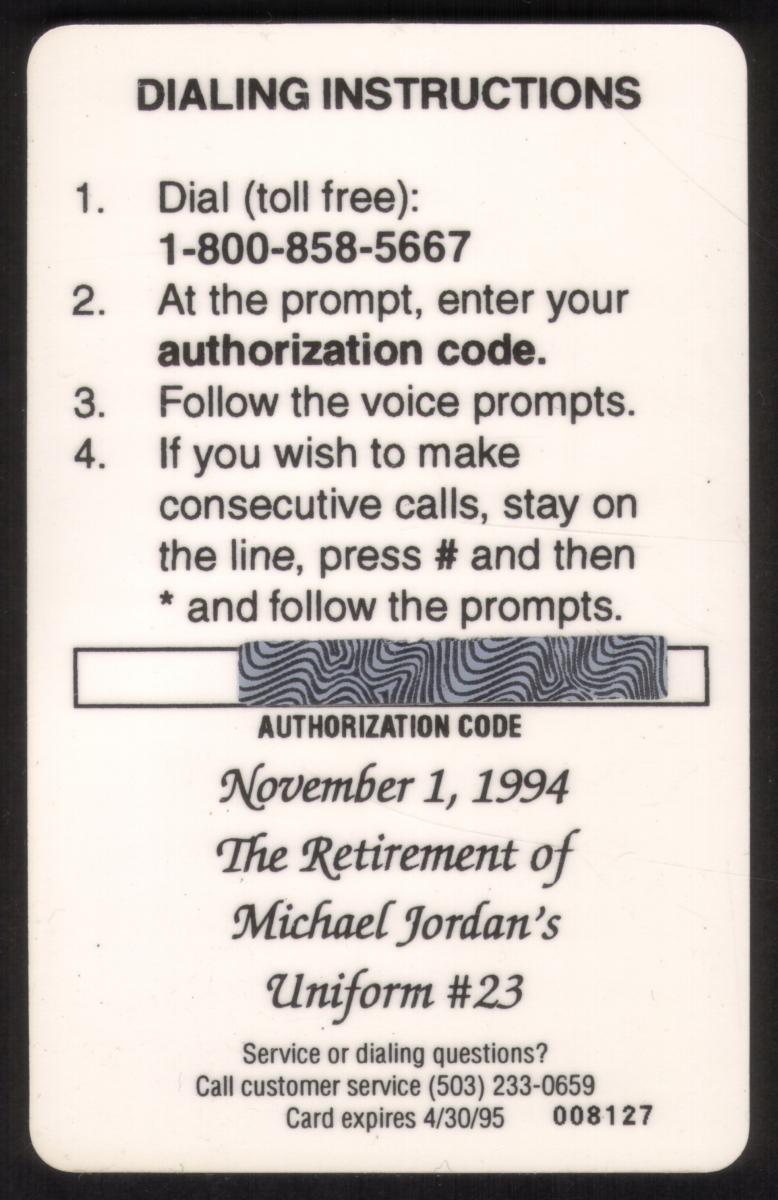 DIALING INSTRUCTIONS
1. Dial (toll free):
1-800-858-5667
2. At the prompt, enter your
authorization code.
3. Follow the voice prompts.
4. If you wish to make
consecutive calls, stay on
the line, press # and then
* and follow the prompts.
AUTHORIZATION CODE
November 1, 1994
The Retirement of
Michael Jordan's
Uniform #23
Service or dialing questions?
Call customer service (503) 233-0659
Card expires 4/30/95 008127